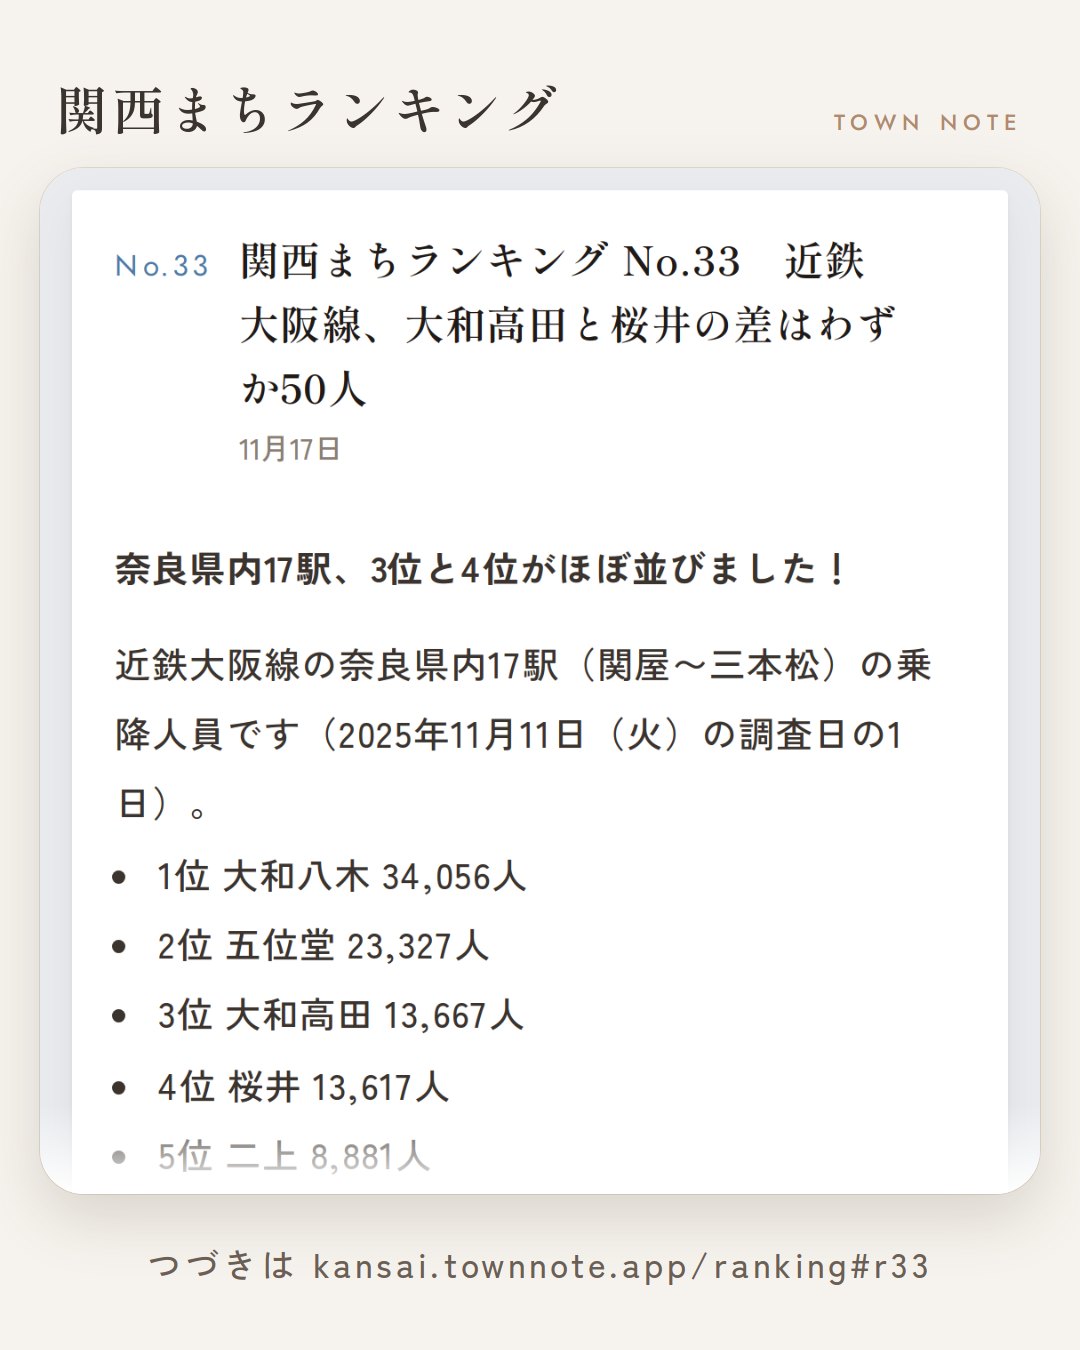 関西まちランキング
TOWN NOTE
No.33
関西まちランキング No.33　近鉄
大阪線、大和高田と桜井の差はわず
か50人
11月17日
奈良県内17駅、3位と4位がほぼ並びました！
近鉄大阪線の奈良県内17駅（関屋〜三本松）の乗
降人員です（2025年11月11日（火）の調査日の1
日）。
• 1位 大和八木 34,056人
• 2位 五位堂 23,327人
• 3位 大和高田 13,667人
• 4位 桜井 13,617人
• 5位 二上 8,881人
つづきは kansai.townnote.app/ranking#r33